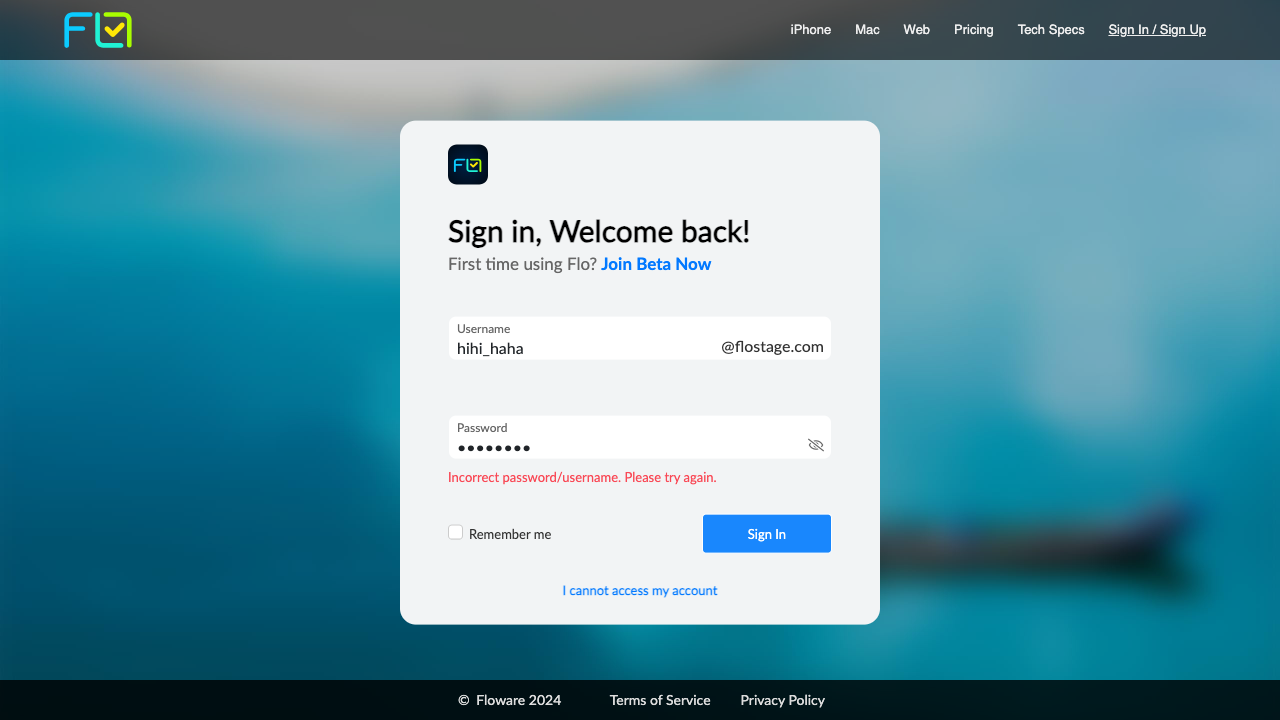 FLO
iPhone
Mac
Web
Pricing
Tech Specs
Sign In / Sign Up
FLO
Sign in, Welcome back!
First time using Flo? Join Beta Now
Username
hihi_haha
@flostage.com
Password
••••••••
Incorrect password/username. Please try again.
Remember me
Sign In
I cannot access my account
© Floware 2024
Terms of Service
Privacy Policy